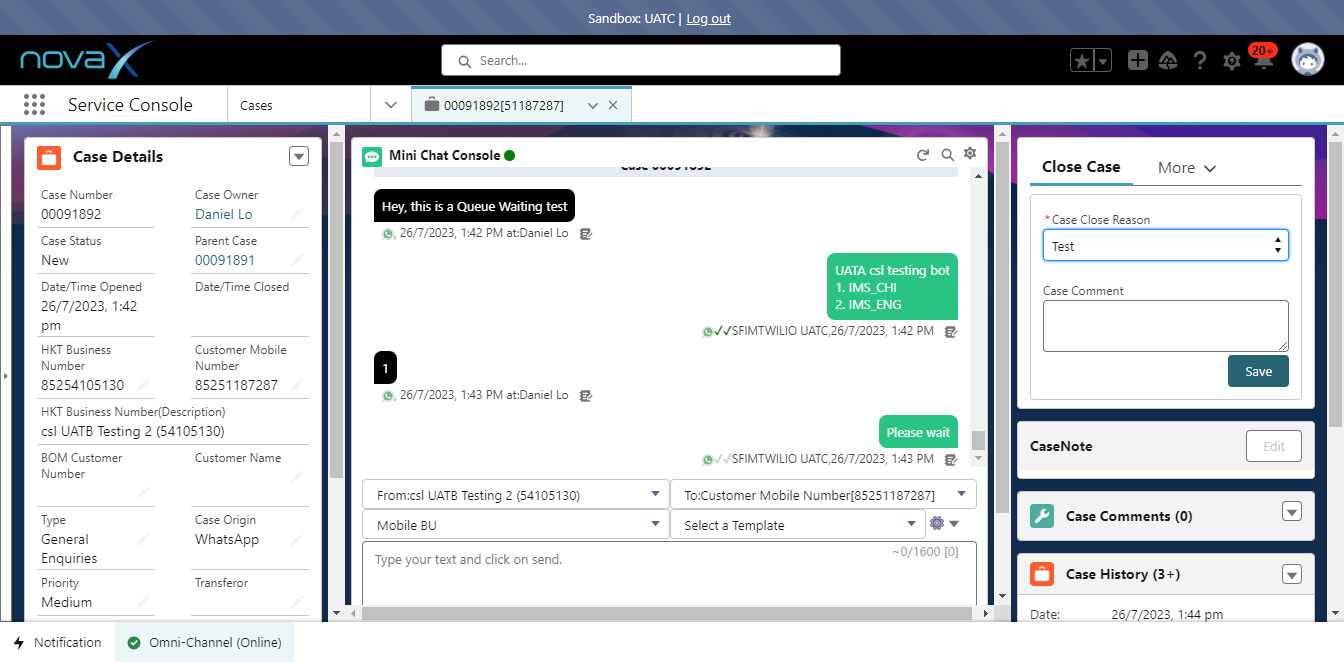 Sandbox: UATC | Log out
novaX
Search...
20+
Service Console
Cases
00091892[51187287]
Case Details
Case Number
00091892
Case Owner
Daniel Lo
Case Status
New
Parent Case
00091891
Date/Time Opened
26/7/2023, 1:42
pm
Date/Time Closed
HKT Business
Number
85254105130
Customer Mobile
Number
85251187287
HKT Business Number(Description)
csl UATB Testing 2 (54105130)
BOM Customer
Number
Customer Name
Type
General
Enquiries
Case Origin
WhatsApp
Priority
Medium
Transferor
Mini Chat Console
Case 00091892
Hey, this is a Queue Waiting test
, 26/7/2023, 1:42 PM at:Daniel Lo
UATA csl testing bot
1. IMS_CHI
2. IMS_ENG
SFIMTWILIO UATC,26/7/2023, 1:42 PM
1
, 26/7/2023, 1:43 PM at:Daniel Lo
Please wait
SFIMTWILIO UATC,26/7/2023, 1:43 PM
From:csl UATB Testing 2 (54105130)
To:Customer Mobile Number[85251187287]
Mobile BU
Select a Template
Type your text and click on send.
~0/1600 [0]
Close Case
More
* Case Close Reason
Test
Case Comment
Save
CaseNote
Edit
Case Comments (0)
Case History (3+)
Date:
26/7/2023, 1:44 pm
Notification
Omni-Channel (Online)